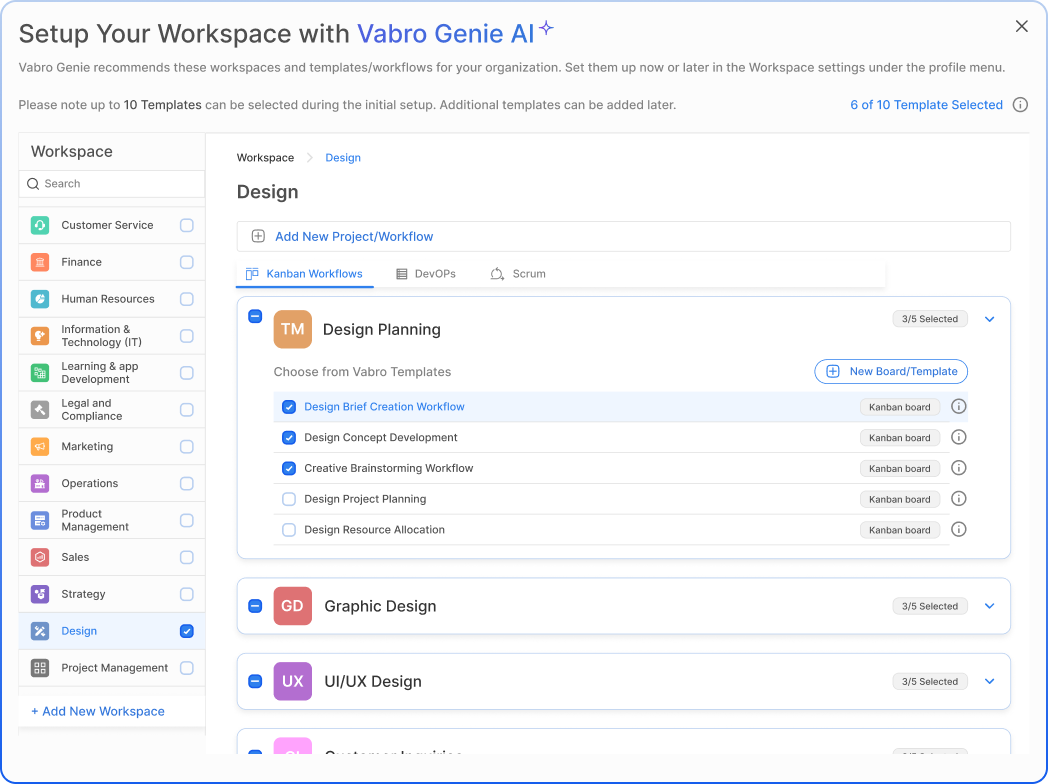 Setup Your Workspace with Vabro Genie AI
Vabro Genie recommends these workspaces and templates/workflows for your organization. Set them up now or later in the Workspace settings under the profile menu.
Please note up to 10 Templates can be selected during the initial setup. Additional templates can be added later.
6 of 10 Template Selected
Workspace
Search
Customer Service
Finance
Human Resources
Information &
Technology (IT)
Learning & app
Development
Legal and
Compliance
Marketing
Operations
Product
Management
Sales
Strategy
Design
Project Management
+ Add New Workspace
Workspace
Design
Design
Add New Project/Workflow
Kanban Workflows
DevOPs
Scrum
TM
Design Planning
3/5 Selected
Choose from Vabro Templates
New Board/Template
Design Brief Creation Workflow
Kanban board
Design Concept Development
Kanban board
Creative Brainstorming Workflow
Kanban board
Design Project Planning
Kanban board
Design Resource Allocation
Kanban board
GD
Graphic Design
3/5 Selected
UX
UI/UX Design
3/5 Selected
Customer Inquiries